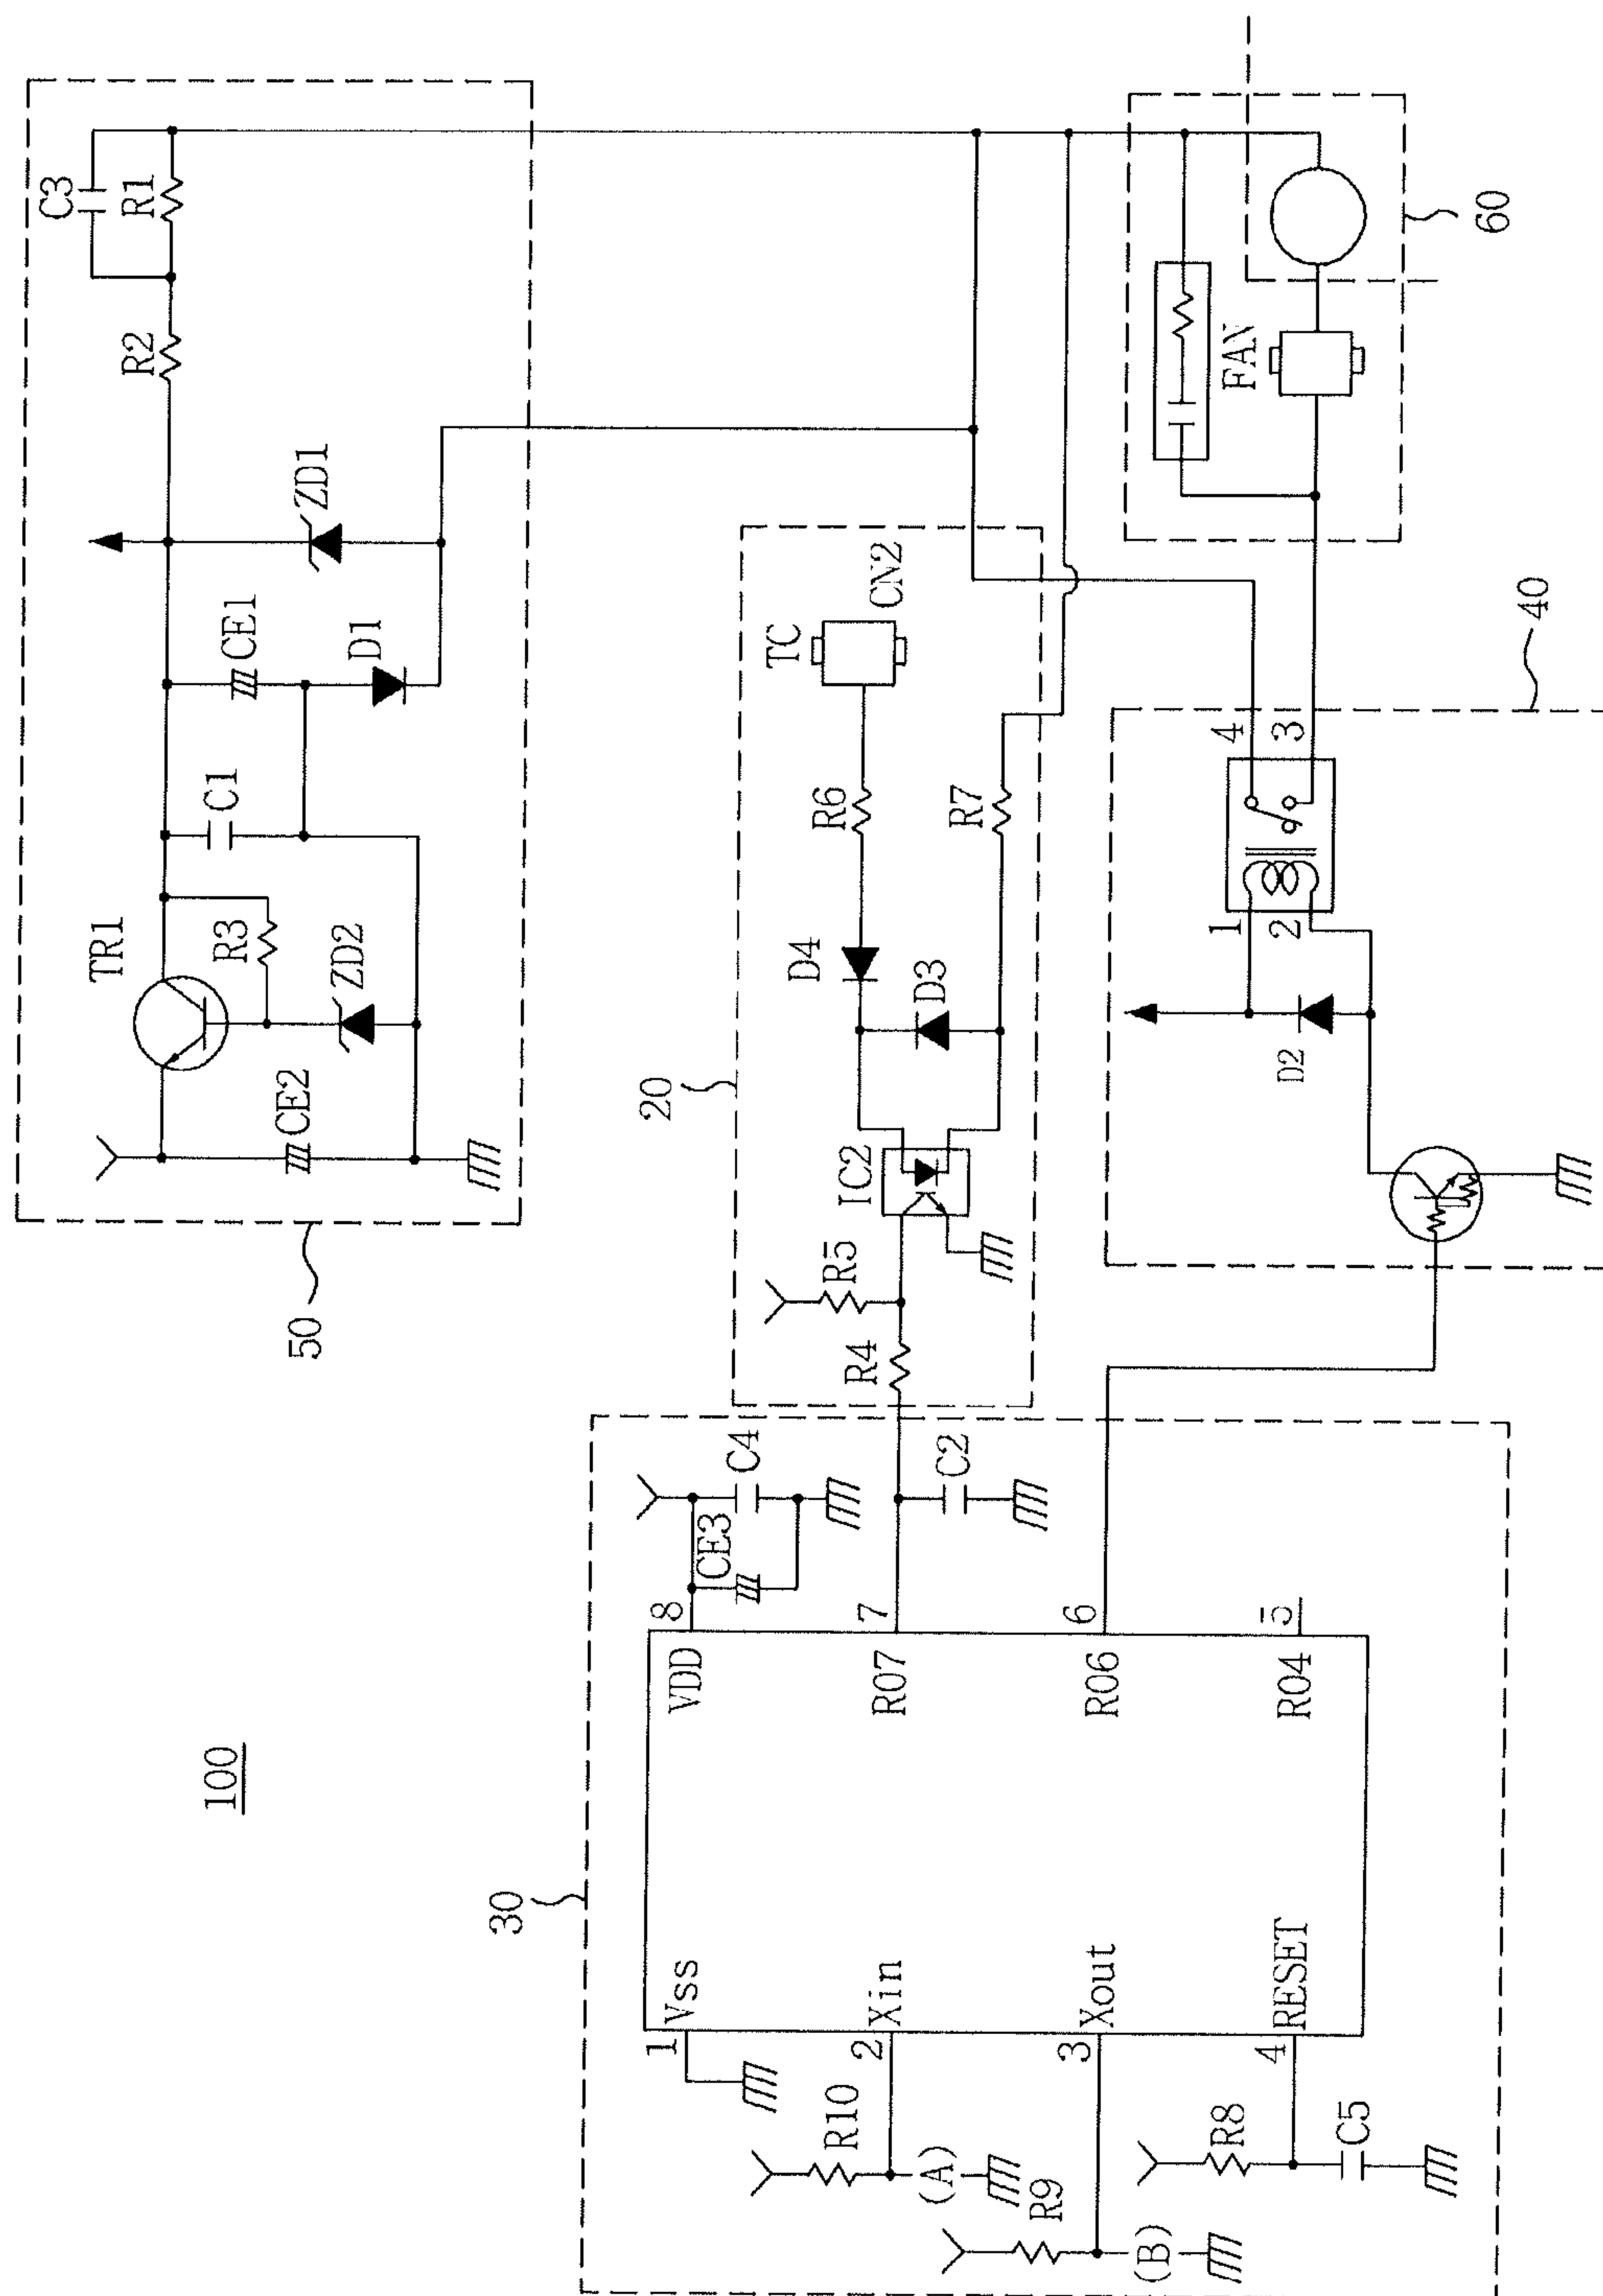 100
50
C3
R1
R2
ZD1
CE1
D1
C1
TR1
R3
ZD2
CE2
20
TC
CN2
R6
R7
D4
D3
IC2
R5
R4
60
FAN
40
4
3
1
2
D2
30
C4
CE3
C2
8
VDD
7
R07
6
R06
5
R04
1
Vss
2
Xin
3
Xout
4
RESET
R10
(A)
R9
(B)
R8
C5